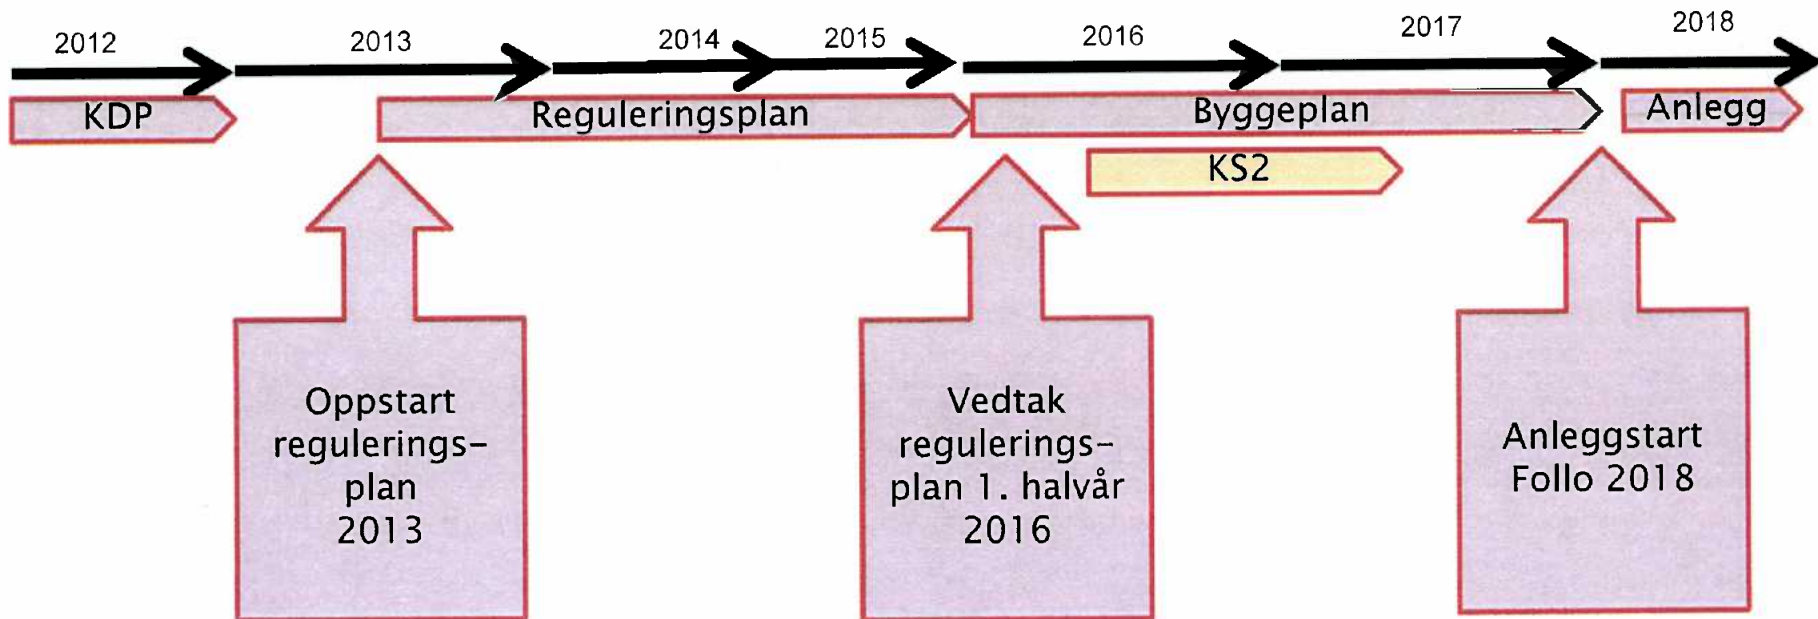 2012
2013
2014
2015
2016
2017
2018
KDP
Reguleringsplan
Byggeplan
Anlegg
KS2
Oppstart
regulerings–
plan
2013
Vedtak
regulerings–
plan 1. halvår
2016
Anleggstart
Follo 2018